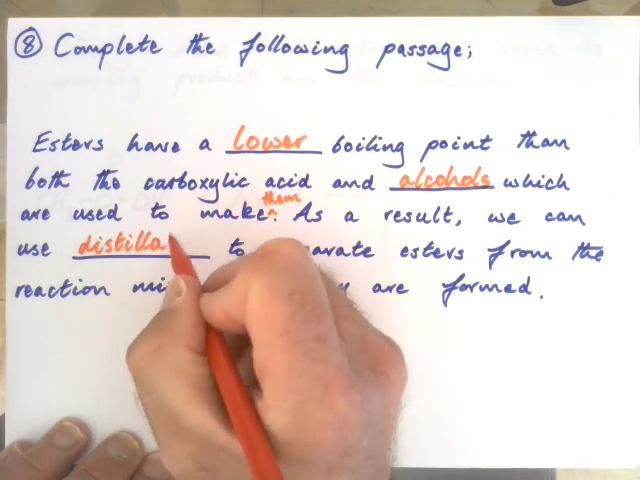 ⑧ Complete the following passage;
Esters have a lower boiling point than
both the carboxylic acid and alcohols which
are used to make them. As a result, we can
use distilla to arate esters from the
reaction are formed.